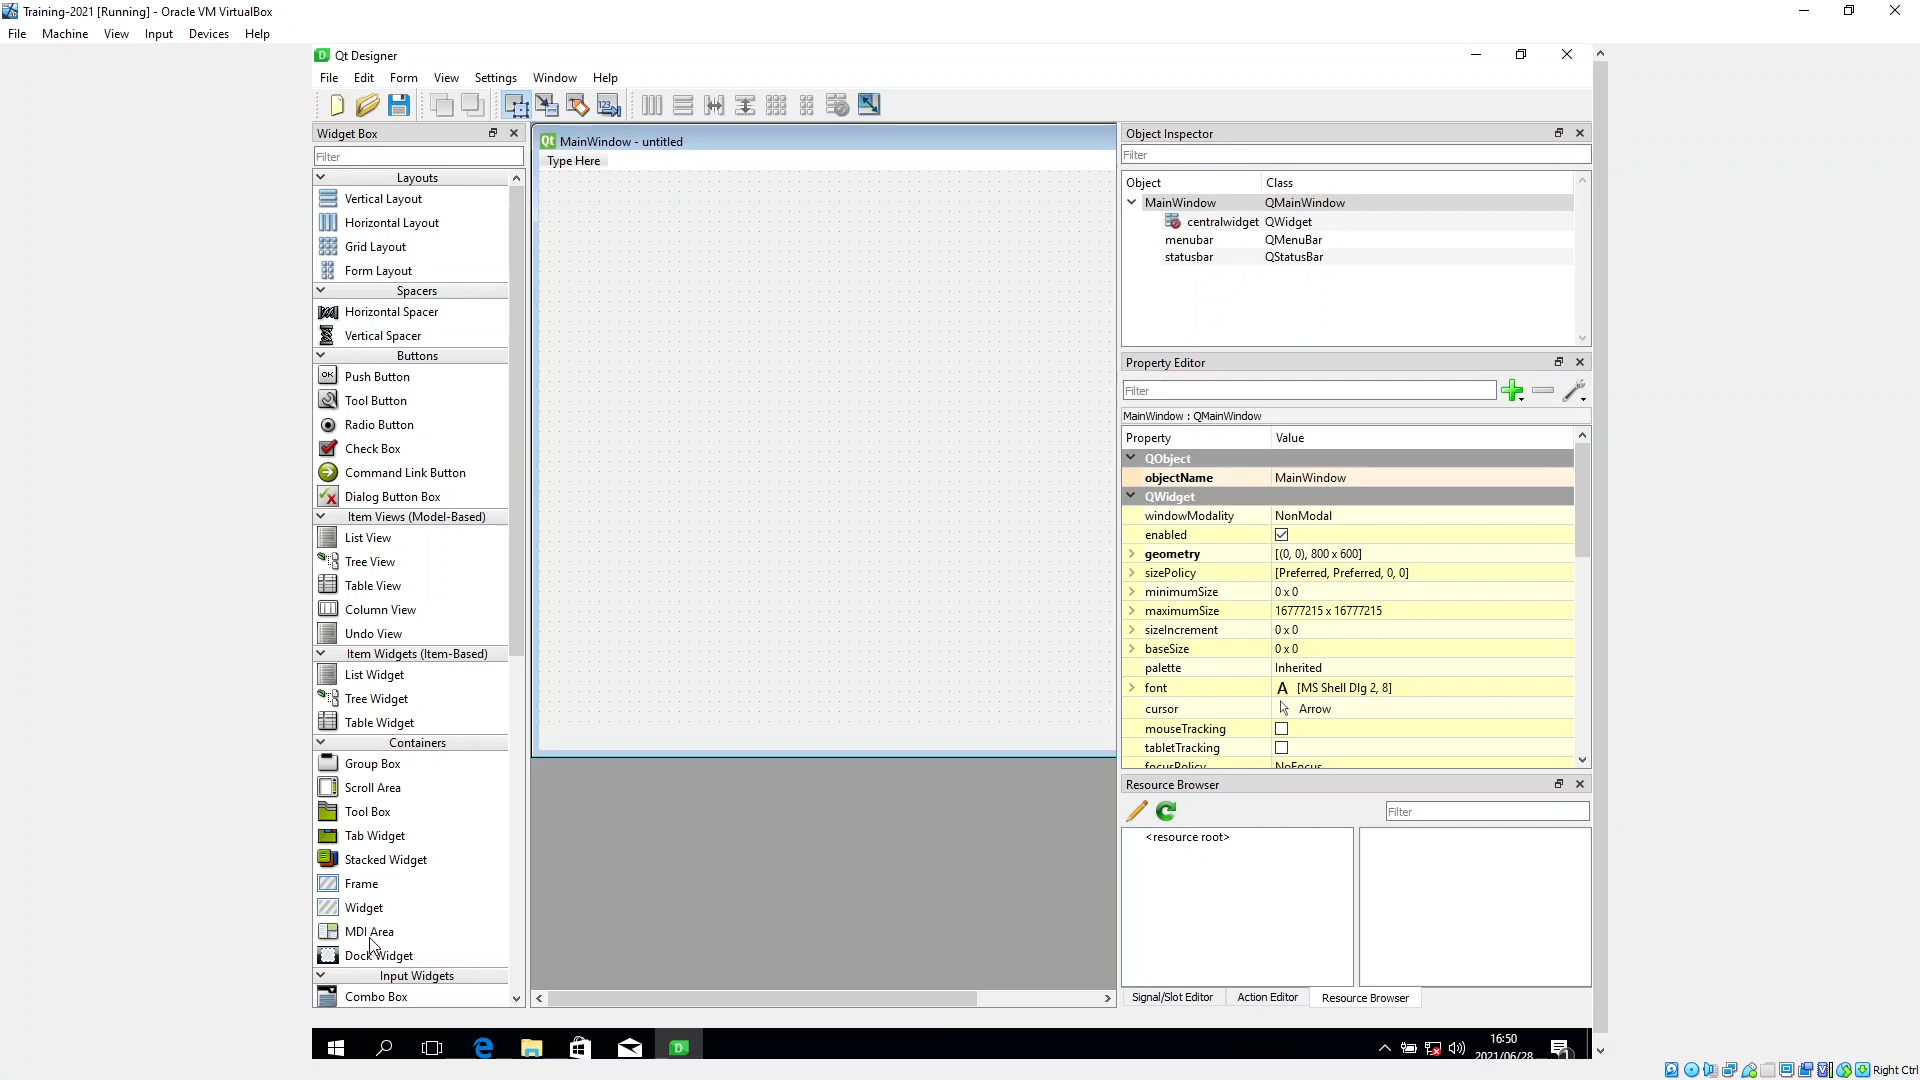 Training-2021 [Running] - Oracle VM VirtualBox
File Machine View Input Devices Help
Qt Designer
File Edit Form View Settings Window Help
Widget Box
Filter
Layouts
Vertical Layout
Horizontal Layout
Grid Layout
Form Layout
Spacers
Horizontal Spacer
Vertical Spacer
Buttons
Push Button
Tool Button
Radio Button
Check Box
Command Link Button
Dialog Button Box
Item Views (Model-Based)
List View
Tree View
Table View
Column View
Undo View
Item Widgets (Item-Based)
List Widget
Tree Widget
Table Widget
Containers
Group Box
Scroll Area
Tool Box
Tab Widget
Stacked Widget
Frame
Widget
MDI Area
Dock Widget
Input Widgets
Combo Box
MainWindow - untitled
Type Here
Object Inspector
Filter
Object Class
MainWindow QMainWindow
centralwidget QWidget
menubar QMenuBar
statusbar QStatusBar
Property Editor
Filter
MainWindow : QMainWindow
Property Value
QObject
objectName MainWindow
QWidget
windowModality NonModal
enabled
geometry [(0, 0), 800 x 600]
sizePolicy [Preferred, Preferred, 0, 0]
minimumSize 0 x 0
maximumSize 16777215 x 16777215
sizeIncrement 0 x 0
baseSize 0 x 0
palette Inherited
font A [MS Shell Dlg 2, 8]
cursor Arrow
mouseTracking
tabletTracking
focusPolicy NoFocus
Resource Browser
Filter
<resource root>
Signal/Slot Editor Action Editor Resource Browser
16:50
2021/06/28
Right Ctrl